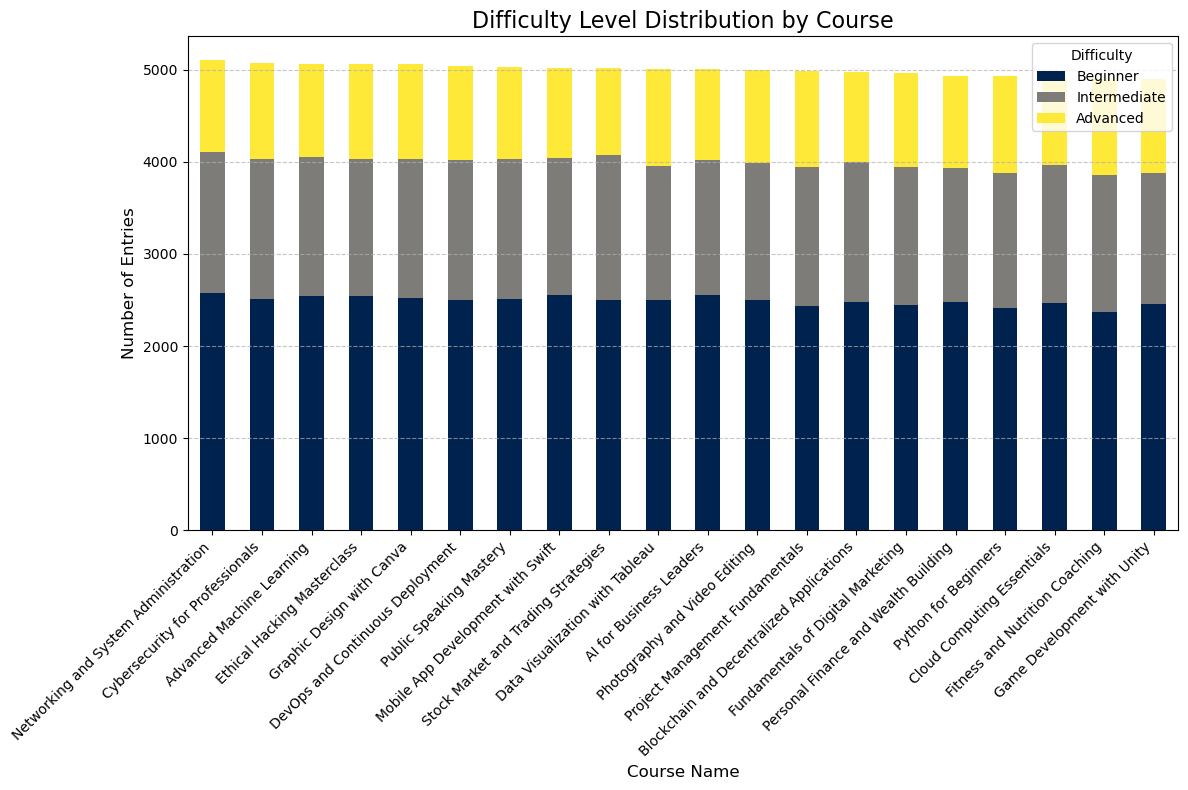 Difficulty Level Distribution by Course
Difficulty
Beginner
Intermediate
Advanced
Number of Entries
5000
4000
3000
2000
1000
0
Networking and System Administration
Cybersecurity for Professionals
Advanced Machine Learning
Ethical Hacking Masterclass
Graphic Design with Canva
DevOps and Continuous Deployment
Public Speaking Mastery
Mobile App Development with Swift
Stock Market and Trading Strategies
Data Visualization with Tableau
AI for Business Leaders
Photography and Video Editing
Project Management Fundamentals
Blockchain and Decentralized Applications
Fundamentals of Digital Marketing
Personal Finance and Wealth Building
Python for Beginners
Cloud Computing Essentials
Fitness and Nutrition Coaching
Game Development with Unity
Course Name